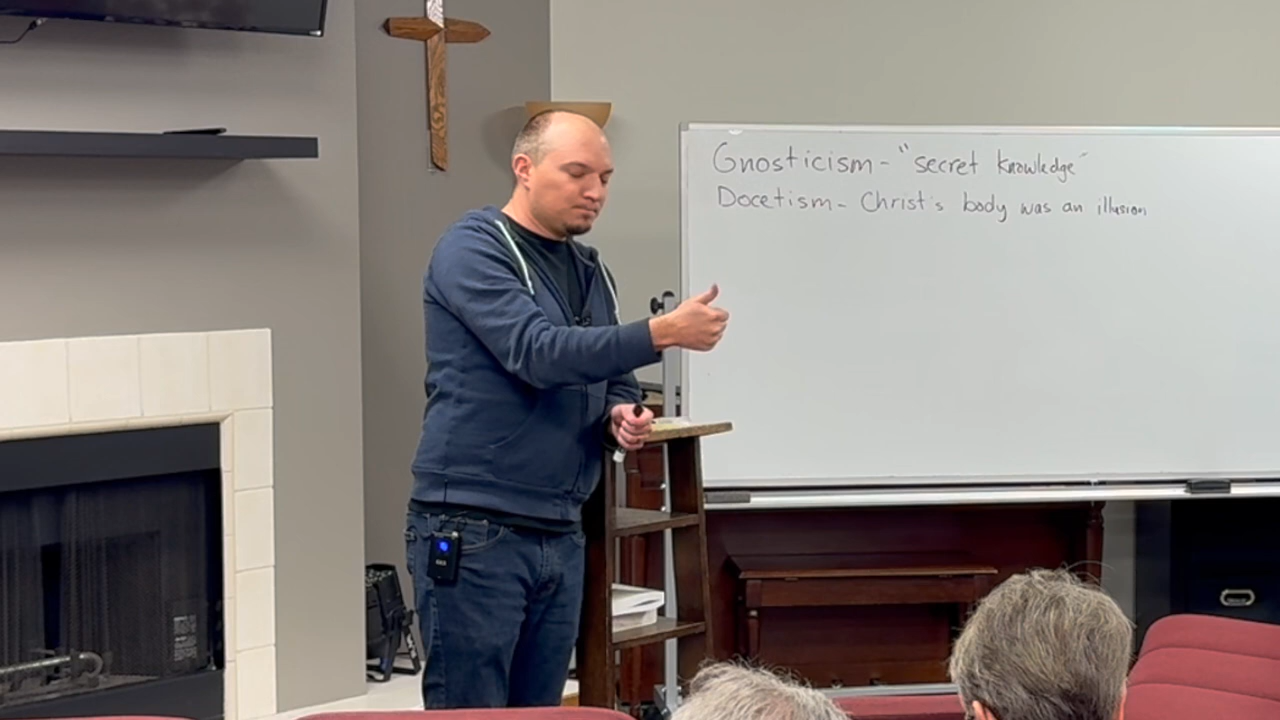 Gnosticism - "secret knowledge"
Docetism - Christ's body was an illusion